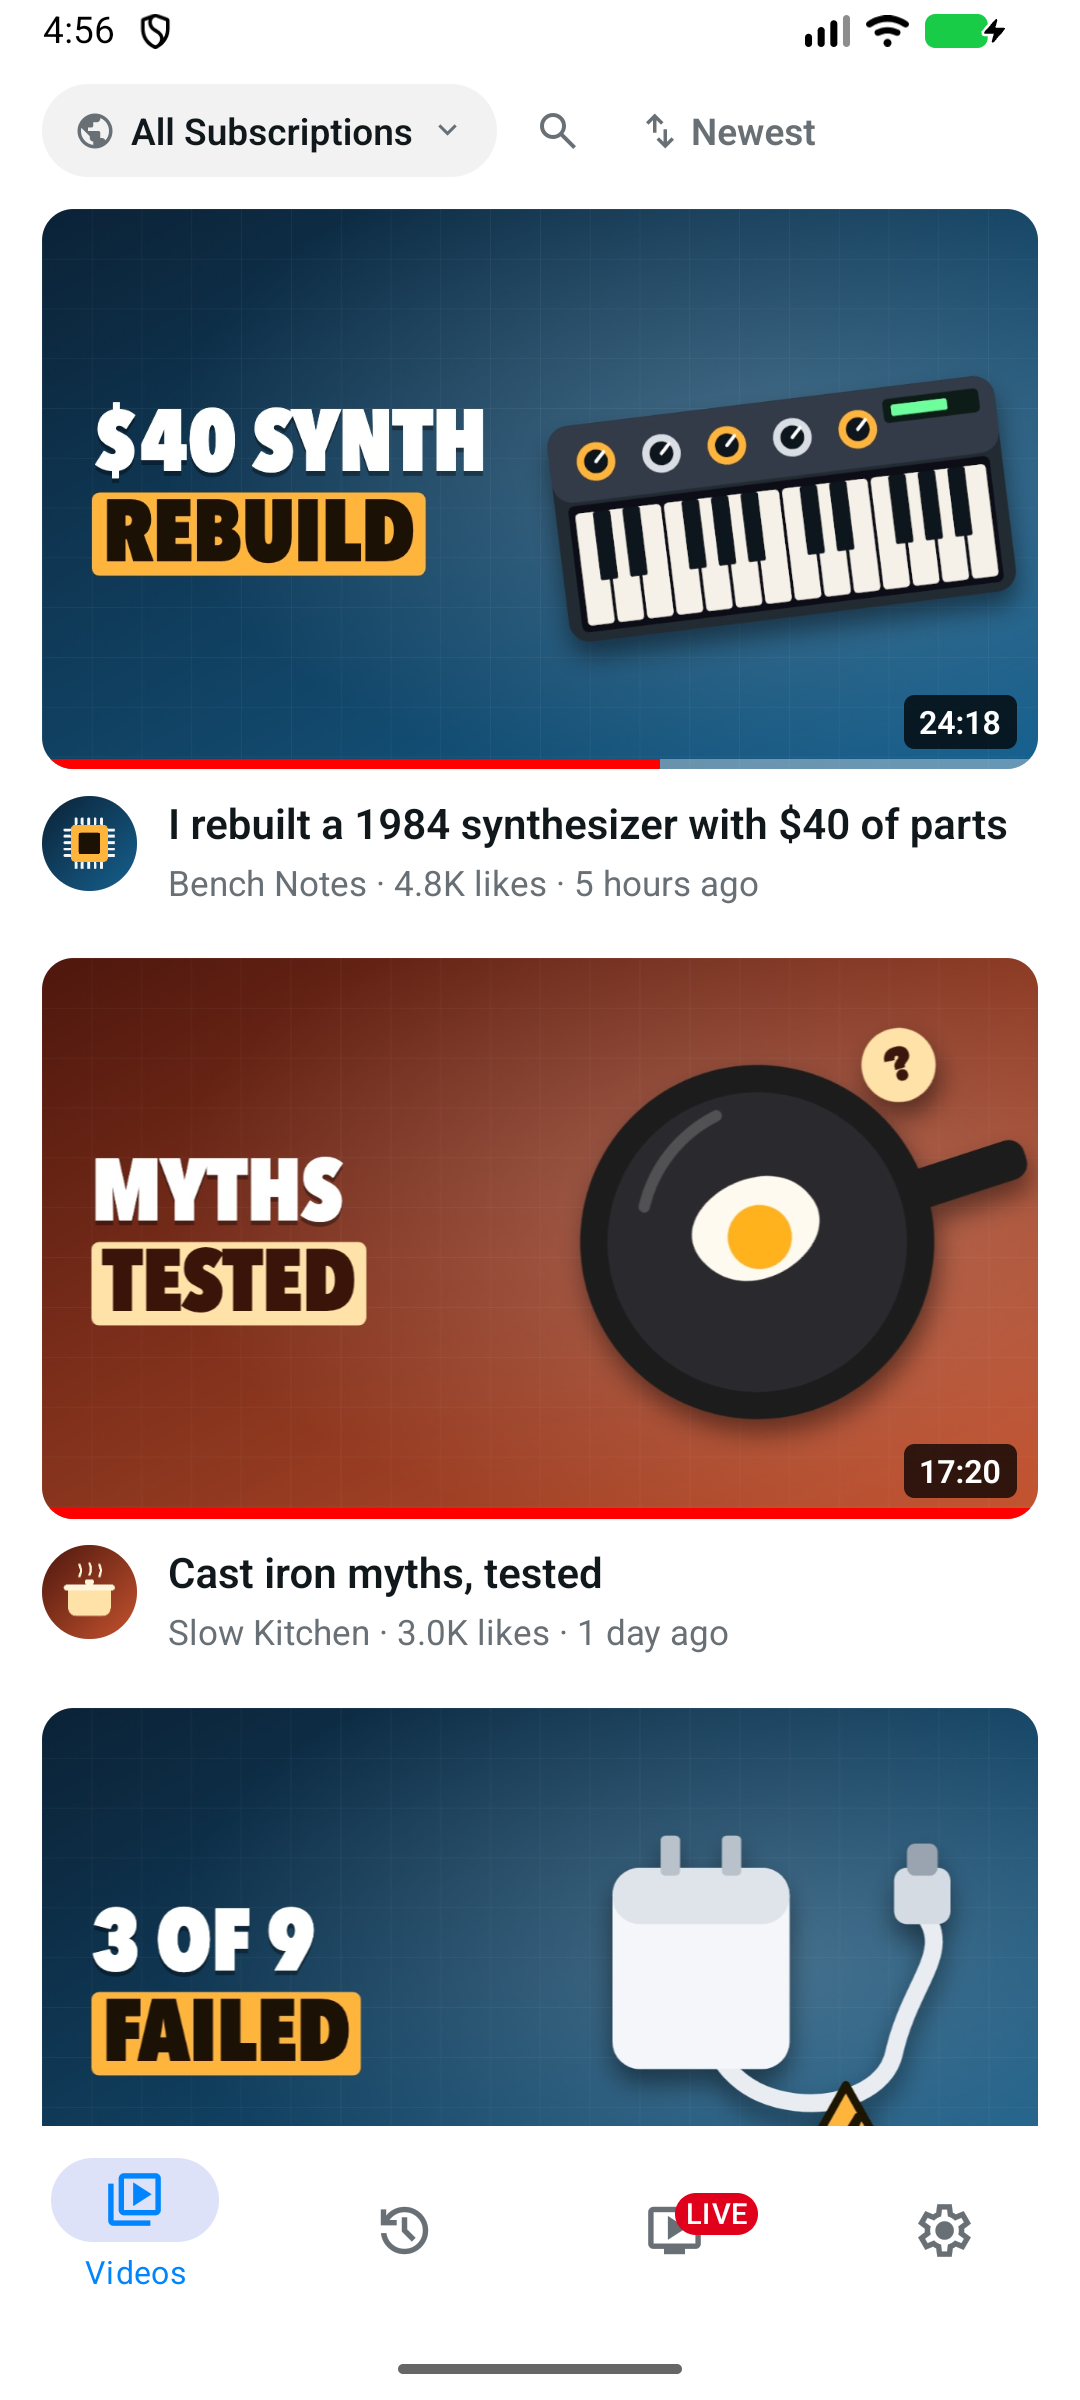 4:56
All Subscriptions
Newest
$40 SYNTH
REBUILD
24:18
I rebuilt a 1984 synthesizer with $40 of parts
Bench Notes · 4.8K likes · 5 hours ago
?
MYTHS
TESTED
17:20
Cast iron myths, tested
Slow Kitchen · 3.0K likes · 1 day ago
3 OF 9
FAILED
LIVE
Videos